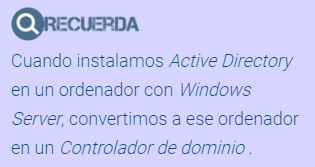 RECUERDA
Cuando instalamos Active Directory
en un ordenador con Windows
Server, convertimos a ese ordenador
en un Controlador de dominio .